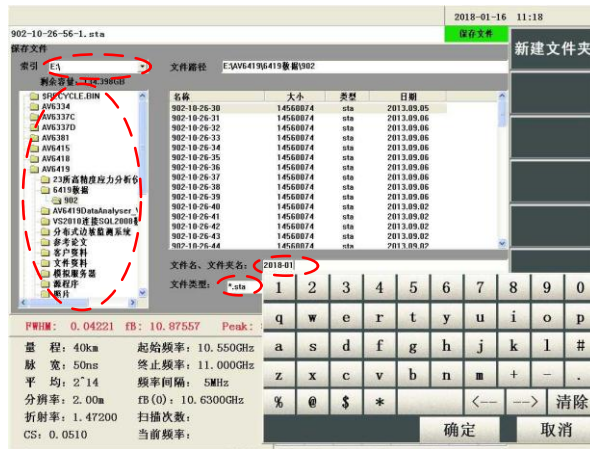 2018-01-16 11:18
902-10-26-56-1.sta
保存文件
保存文件
新建文件夹
索引 E:\
文件路径 E:\AV6419\6419数据\902
剩余容量: 134.398GB
$RECYCLE.BIN
AV6334
AV6337C
AV6337D
AV6381
AV6415
AV6418
AV6419
23所高精度应力分析仪
6419数据
902
AV6419DataAnalyser_V
VS2010连接SQL2008数
分布式边坡监测系统
参考论文
客户资料
文件资料
模拟服务器
源程序
照片
名称 大小 类型 日期
902-10-26-30 14560074 sta 2013.09.05
902-10-26-31 14560074 sta 2013.09.06
902-10-26-32 14560074 sta 2013.09.06
902-10-26-33 14560074 sta 2013.09.06
902-10-26-34 14560074 sta 2013.09.06
902-10-26-35 14560074 sta 2013.09.06
902-10-26-36 14560074 sta 2013.09.06
902-10-26-37 14560074 sta 2013.09.06
902-10-26-38 14560074 sta 2013.09.06
902-10-26-39 14560074 sta 2013.09.06
902-10-26-40 14560074 sta 2013.09.02
902-10-26-41 14560074 sta 2013.09.02
902-10-26-42 14560074 sta 2013.09.02
902-10-26-43 14560074 sta 2013.09.02
902-10-26-44 14560074 sta 2013.09.02
文件名、文件夹名: 2018-01
文件类型: *.sta
1 2 3 4 5 6 7 8 9 0
q w e r t y u i o p
a s d f g h j k l #
z x c v b n m + - .
% @ $ * <-- --> 清除
确定 取消
FWHM: 0.04221 fB: 10.87557 Peak:
量 程: 40km 起始频率: 10.550GHz
脉 宽: 50ns 终止频率: 11.000GHz
平 均: 2^14 频率间隔: 5MHz
分辨率: 2.00m fB(0): 10.6300GHz
折射率: 1.47200 扫描次数:
CS: 0.0510 当前频率: